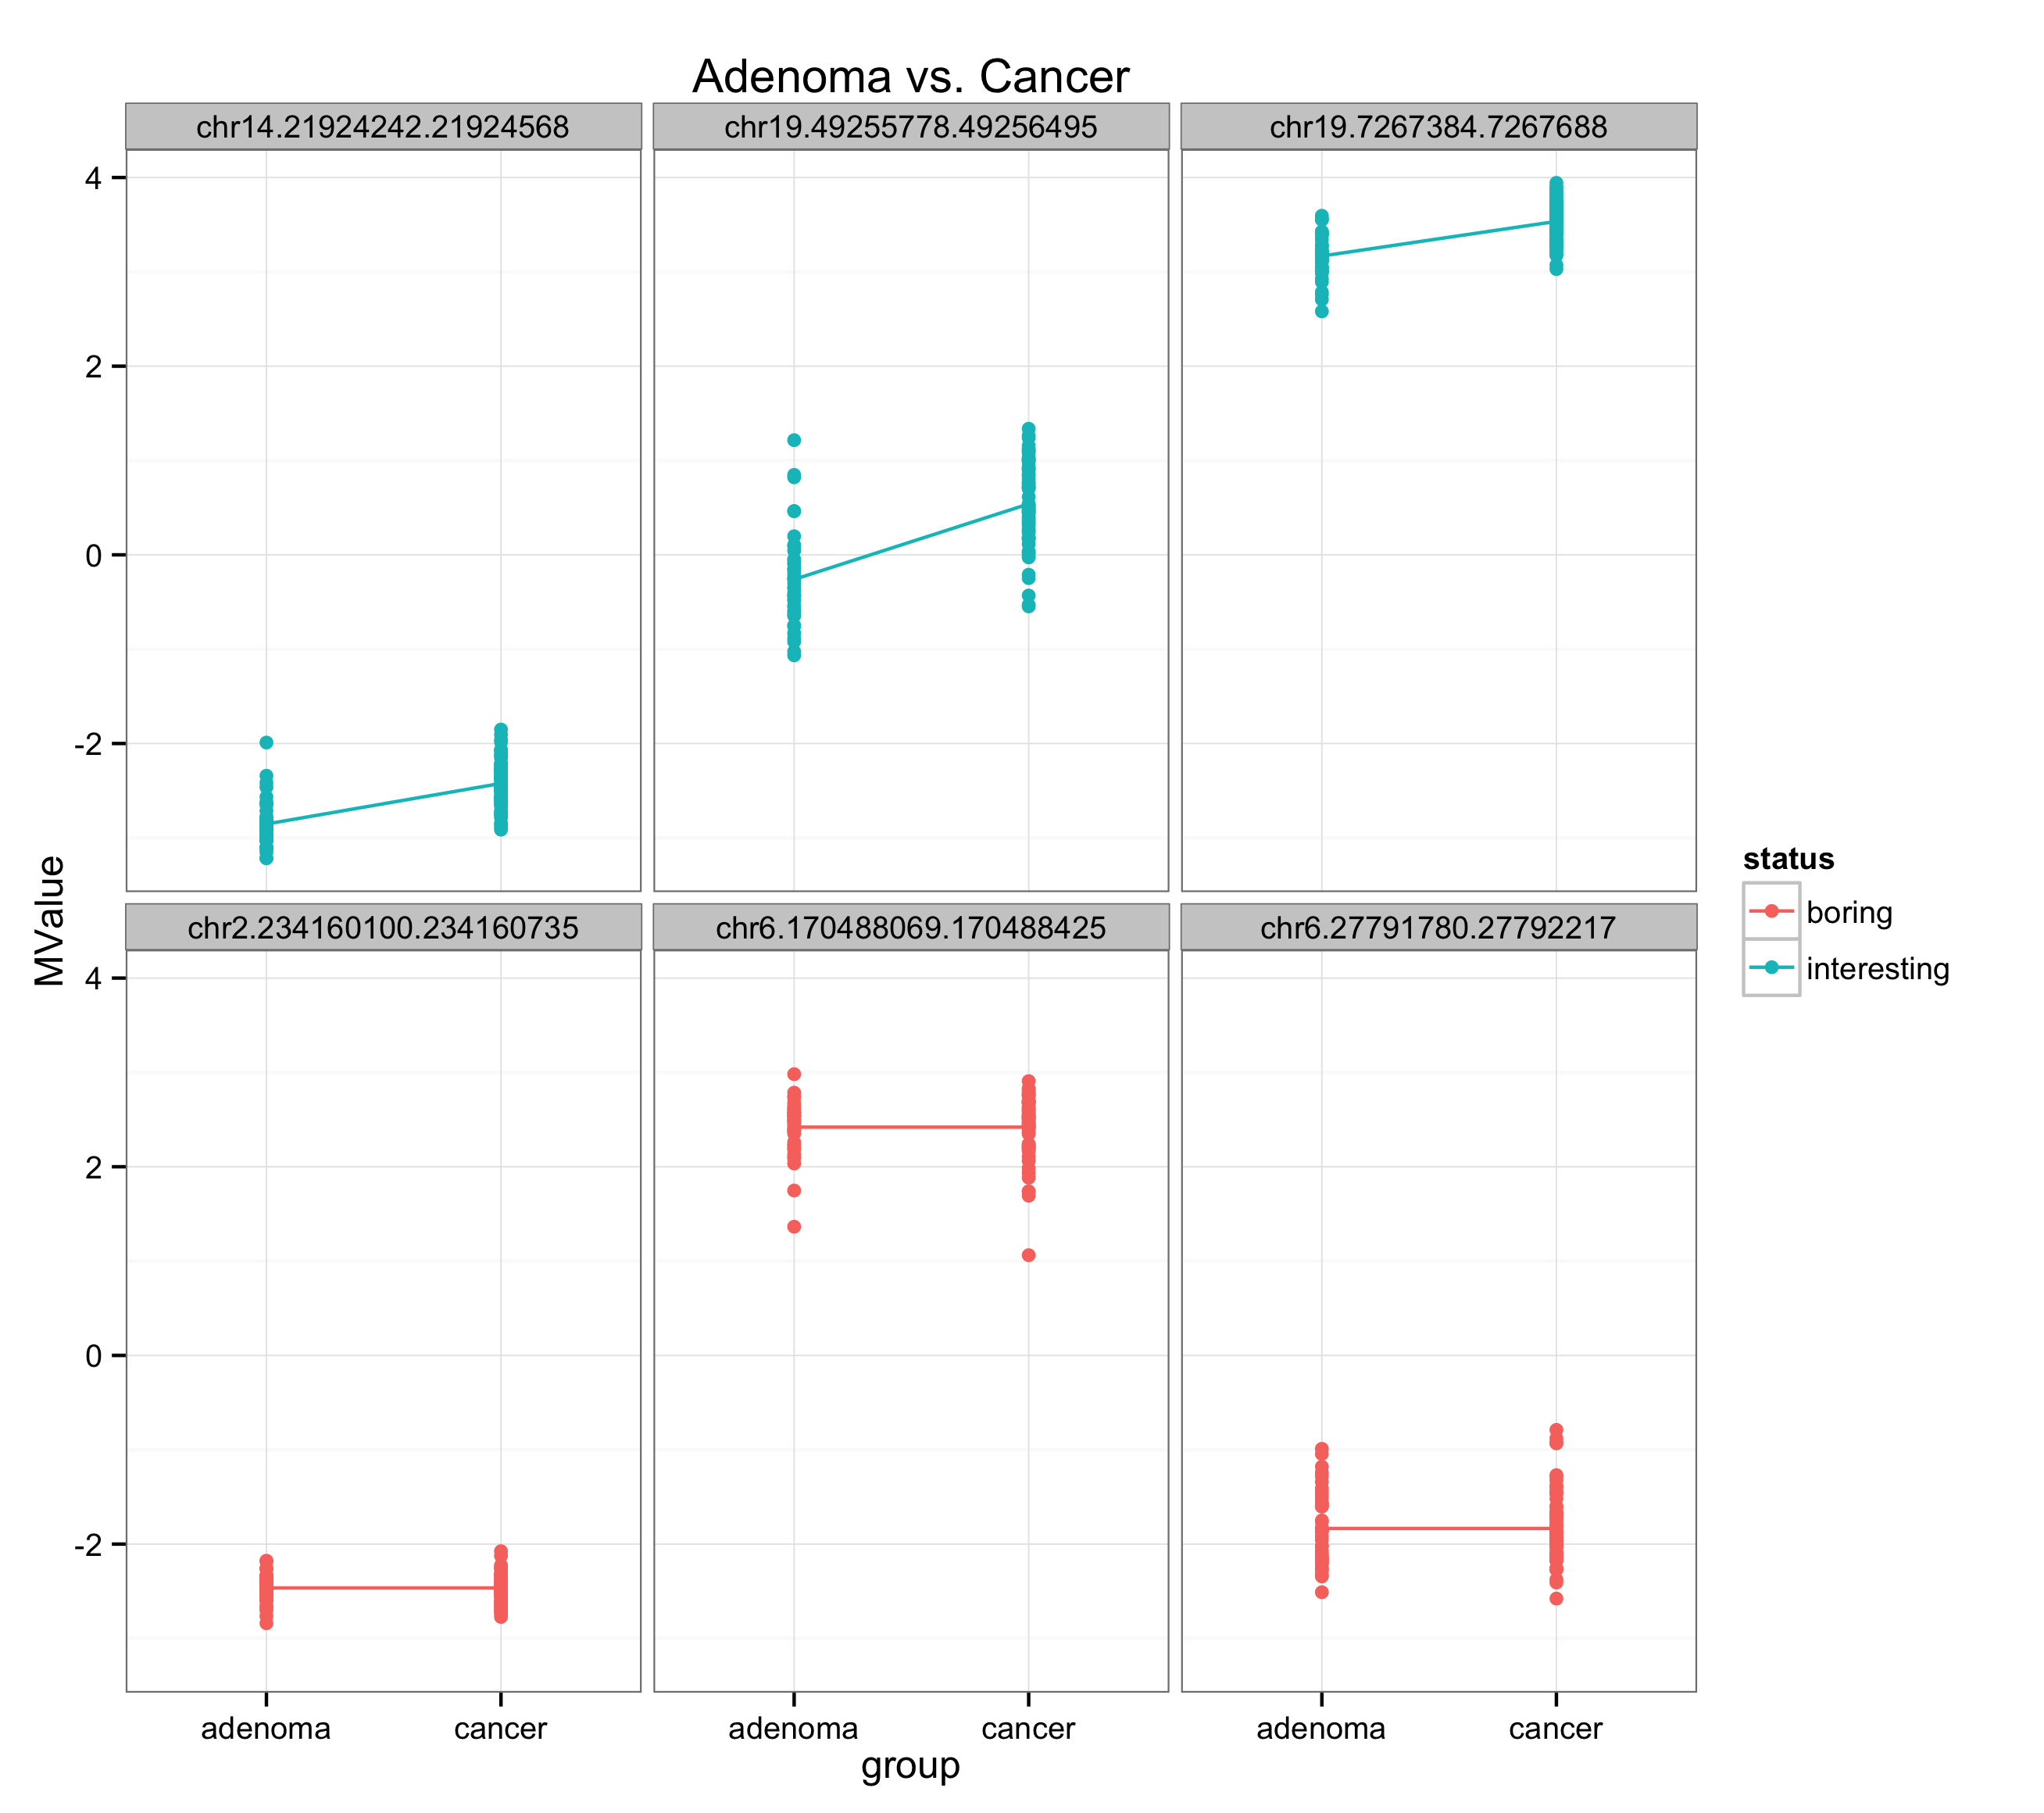 Adenoma vs. Cancer
chr14.21924242.21924568
chr19.49255778.49256495
chr19.7267384.7267688
4
2
0
-2
chr2.234160100.234160735
chr6.170488069.170488425
chr6.27791780.27792217
4
2
0
-2
adenoma
cancer
adenoma
cancer
adenoma
cancer
group
MValue
status
boring
interesting